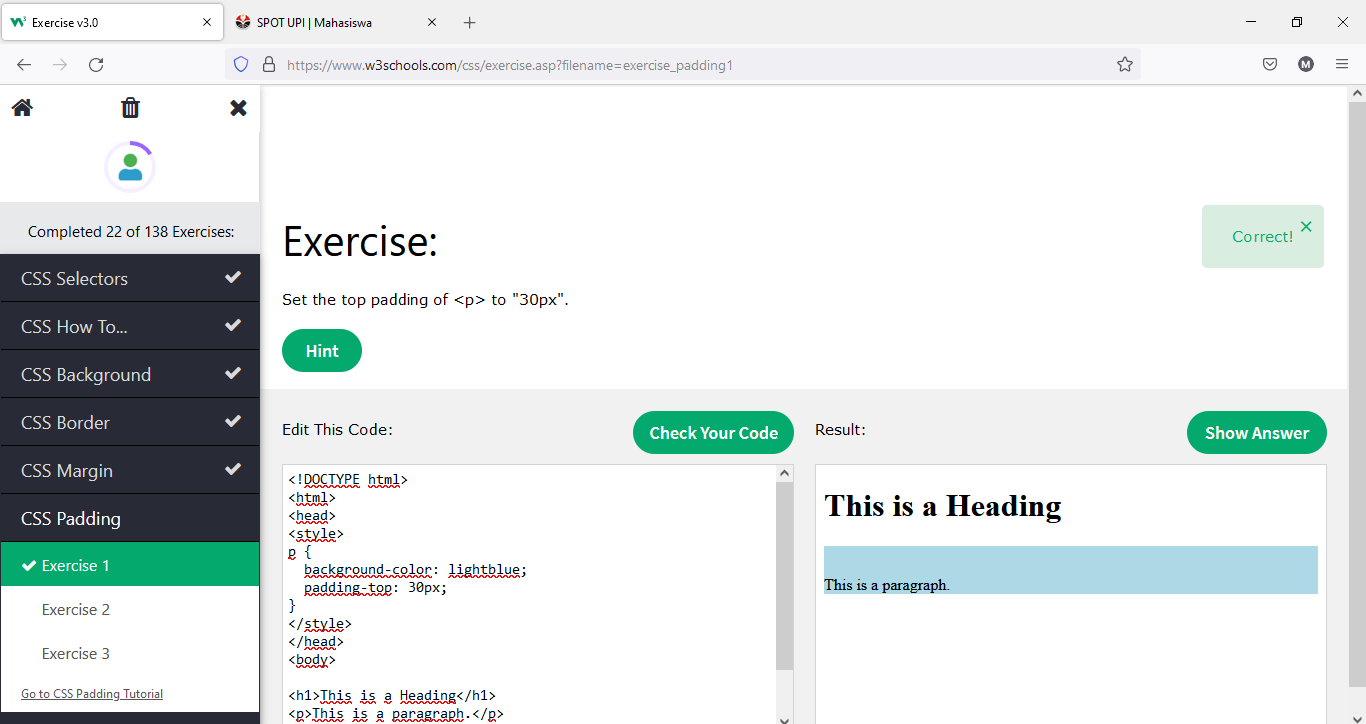 Exercise v3.0
SPOT UPI | Mahasiswa
https://www.w3schools.com/css/exercise.asp?filename=exercise_padding1
M
Completed 22 of 138 Exercises:
CSS Selectors
CSS How To...
CSS Background
CSS Border
CSS Margin
CSS Padding
Exercise 1
Exercise 2
Exercise 3
Go to CSS Padding Tutorial
Exercise:
Correct!
Set the top padding of <p> to "30px".
Hint
Edit This Code:
Check Your Code
<!DOCTYPE html>
<html>
<head>
<style>
p {
  background-color: lightblue;
  padding-top: 30px;
}
</style>
</head>
<body>

<h1>This is a Heading</h1>
<p>This is a paragraph.</p>
Result:
Show Answer
This is a Heading
This is a paragraph.